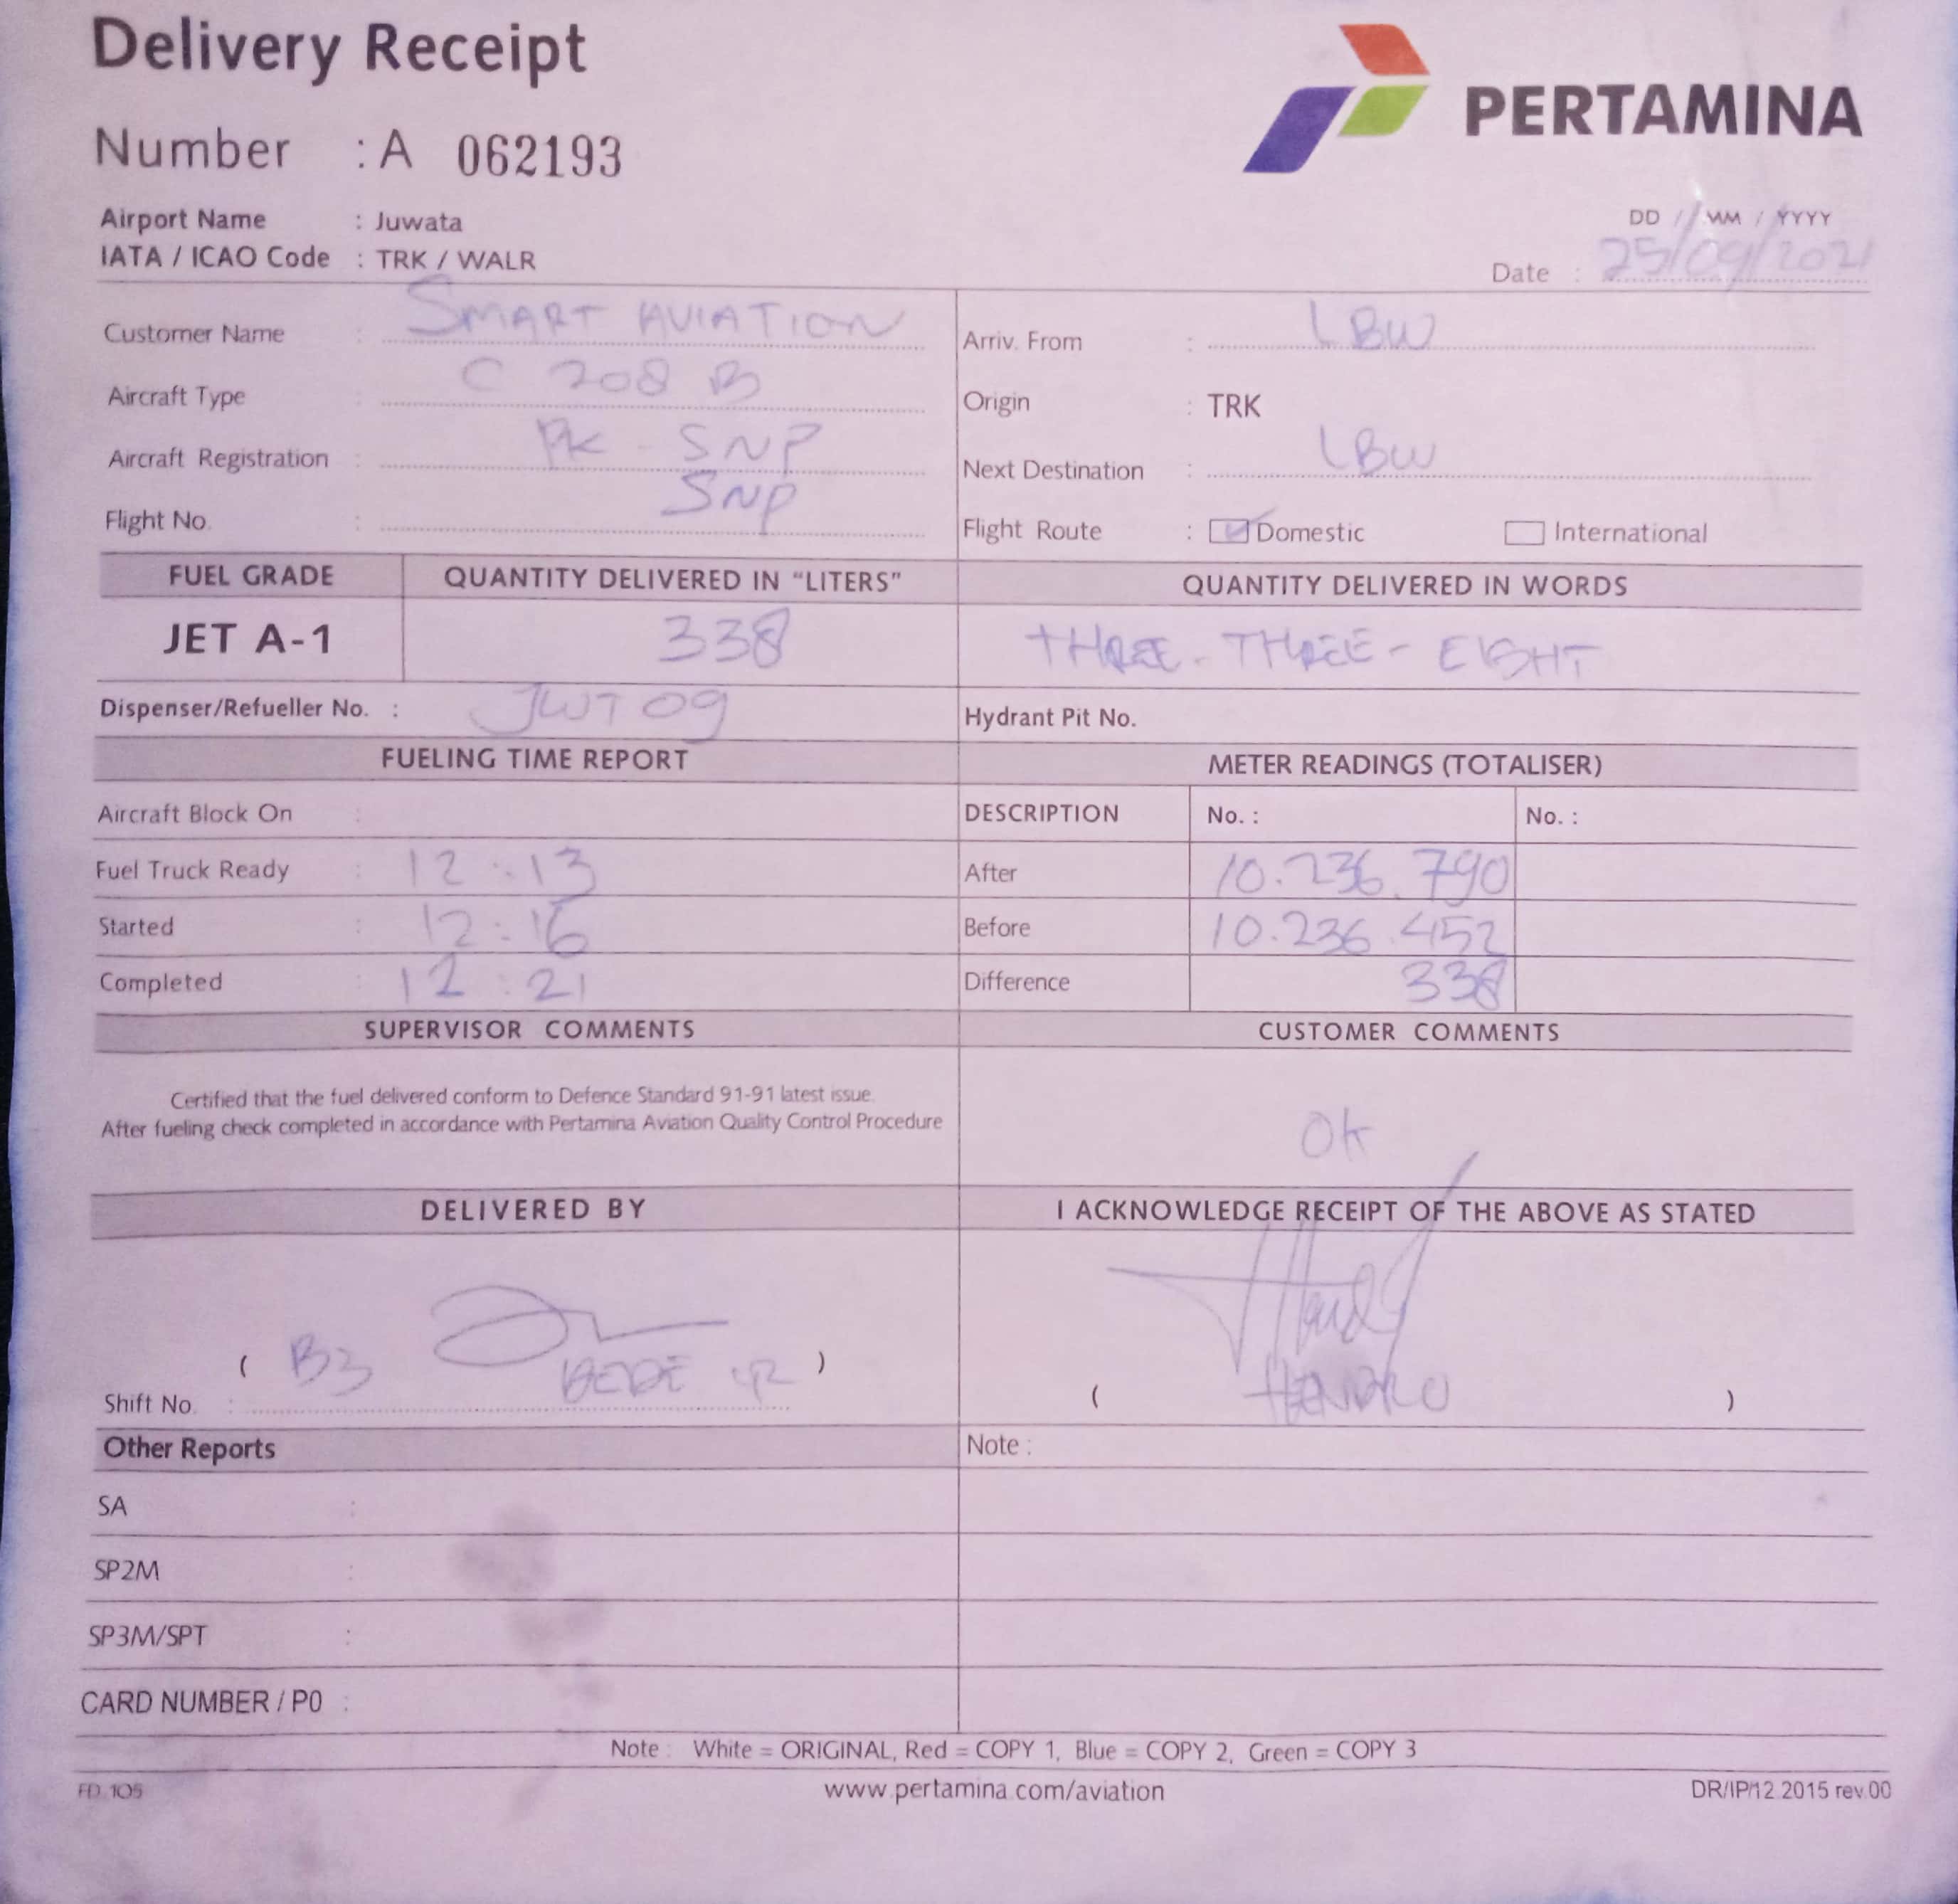 Delivery Receipt
PERTAMINA
Number : A 062193
Airport Name : Juwata
IATA / ICAO Code : TRK / WALR
DD / MM / YYYY
Date : 25/09/2021
Customer Name : SMART AVIATION
Arriv. From : LBW
Aircraft Type : C 208 B
Origin : TRK
Aircraft Registration : PK - SNP
Next Destination : LBW
Flight No. : SNP
Flight Route : Domestic International
FUEL GRADE QUANTITY DELIVERED IN "LITERS" QUANTITY DELIVERED IN WORDS
JET A-1 338 THREE - THREE - EIGHT
Dispenser/Refueller No. : JWT 09
Hydrant Pit No.
FUELING TIME REPORT METER READINGS (TOTALISER)
Aircraft Block On :
DESCRIPTION No. : No. :
Fuel Truck Ready : 12 : 13
After 10.236.790
Started : 12 : 16
Before 10.236.452
Completed : 12 : 21
Difference 338
SUPERVISOR COMMENTS CUSTOMER COMMENTS
Certified that the fuel delivered conform to Defence Standard 91-91 latest issue.
After fueling check completed in accordance with Pertamina Aviation Quality Control Procedure
OK
DELIVERED BY I ACKNOWLEDGE RECEIPT OF THE ABOVE AS STATED
( B3 )
Shift No. :
( HENDRO )
Other Reports Note :
SA :
SP2M :
SP3M/SPT :
CARD NUMBER / P0 :
Note : White = ORIGINAL, Red = COPY 1, Blue = COPY 2, Green = COPY 3
FD. 105 www.pertamina.com/aviation DR/IP/12.2015 rev.00